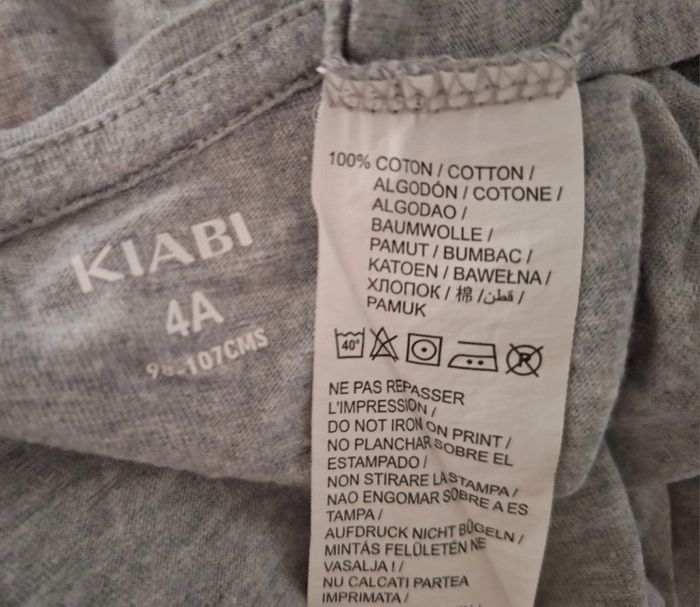 KIABI
4A
98-107CMS
100% COTON / COTTON /
ALGODÓN / COTONE /
ALGODAO /
BAUMWOLLE /
PAMUT / BUMBAC /
KATOEN / BAWEŁNA /
ХЛОПОК / 棉 / قطن /
PAMUK
40°
P
NE PAS REPASSER
L'IMPRESSION /
DO NOT IRON ON PRINT /
NO PLANCHAR SOBRE EL
ESTAMPADO /
NON STIRARE LA STAMPA /
NAO ENGOMAR SOBRE A ES
TAMPA /
AUFDRUCK NICHT BÜGELN /
MINTÁS FELÜLETÉN NE
VASALJA ! /
NU CALCATI PARTEA
IMPRIMATA /